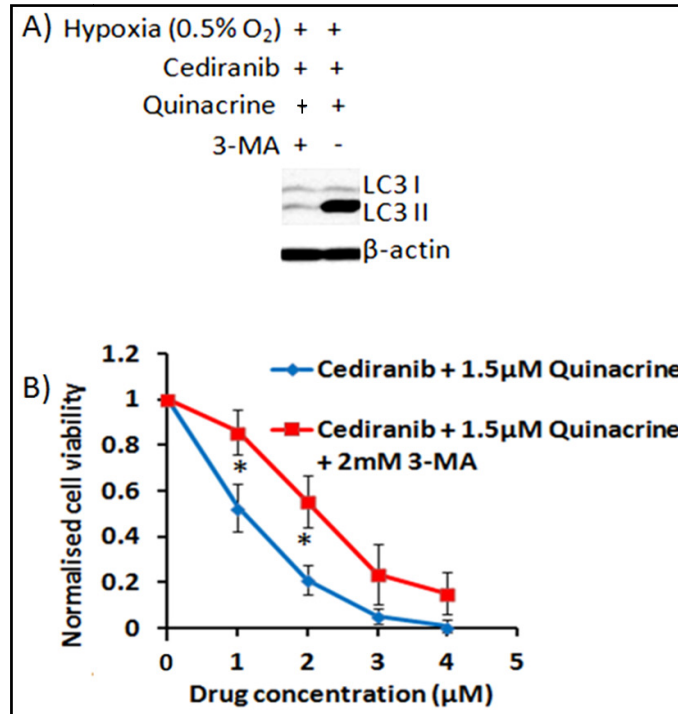 A) Hypoxia (0.5% O₂) + +
Cediranib + +
Quinacrine + +
3-MA + -
LC3 I
LC3 II
β-actin
B)
Normalised cell viability
1.2
1
0.8
0.6
0.4
0.2
0
Cediranib + 1.5µM Quinacrine
Cediranib + 1.5µM Quinacrine
+ 2mM 3-MA
*
*
0 1 2 3 4 5
Drug concentration (µM)